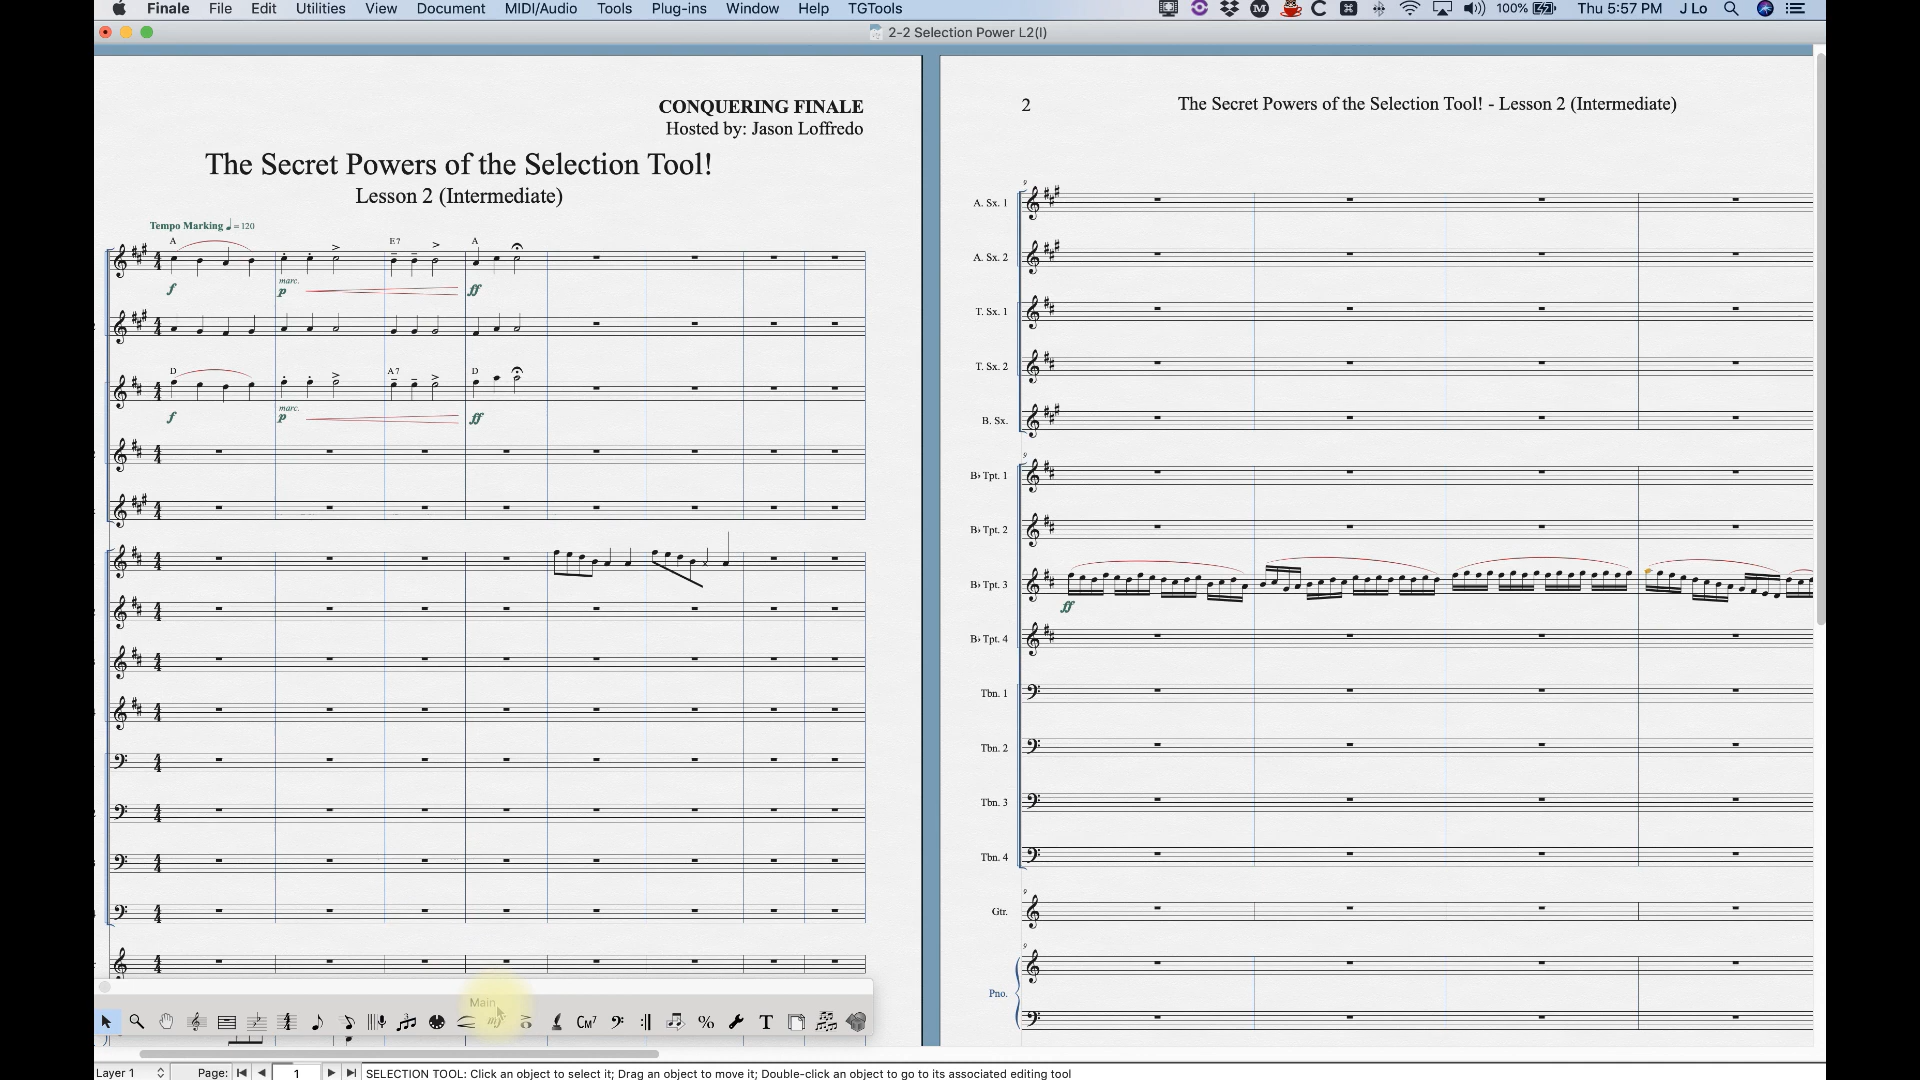 Finale File Edit Utilities View Document MIDI/Audio Tools Plug-ins Window Help TGTools 100% Thu 5:57 PM J Lo
2-2 Selection Power L2(I)
CONQUERING FINALE
Hosted by: Jason Loffredo
The Secret Powers of the Selection Tool!
Lesson 2 (Intermediate)
Tempo Marking ♩=120
A E7 A
f marc. p ff
D A7 D
f marc. p ff
2 The Secret Powers of the Selection Tool! - Lesson 2 (Intermediate)
9
A. Sx. 1
A. Sx. 2
T. Sx. 1
T. Sx. 2
B. Sx.
9
B♭ Tpt. 1
B♭ Tpt. 2
B♭ Tpt. 3
ff
B♭ Tpt. 4
Tbn. 1
Tbn. 2
Tbn. 3
Tbn. 4
9
Gtr.
9
Pno.
Main
mf CM7 % T
Layer 1 Page: 1 SELECTION TOOL: Click an object to select it; Drag an object to move it; Double-click an object to go to its associated editing tool